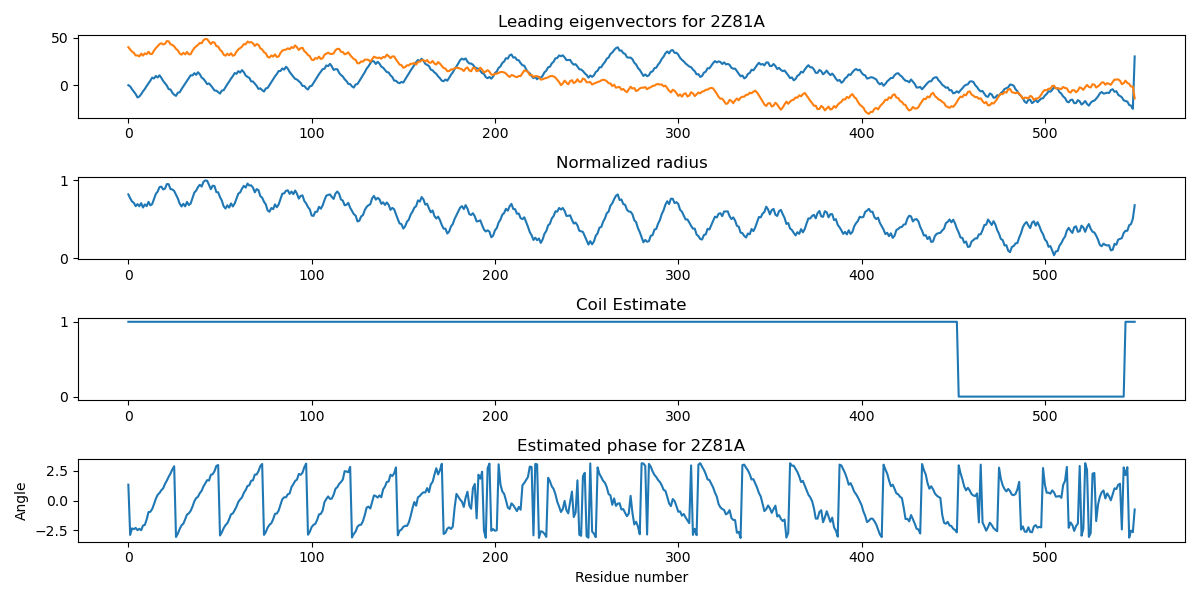 Leading eigenvectors for 2Z81A
50
0
0 100 200 300 400 500
Normalized radius
1
0
0 100 200 300 400 500
Coil Estimate
1
0
0 100 200 300 400 500
Estimated phase for 2Z81A
Angle
2.5
0.0
−2.5
0 100 200 300 400 500
Residue number